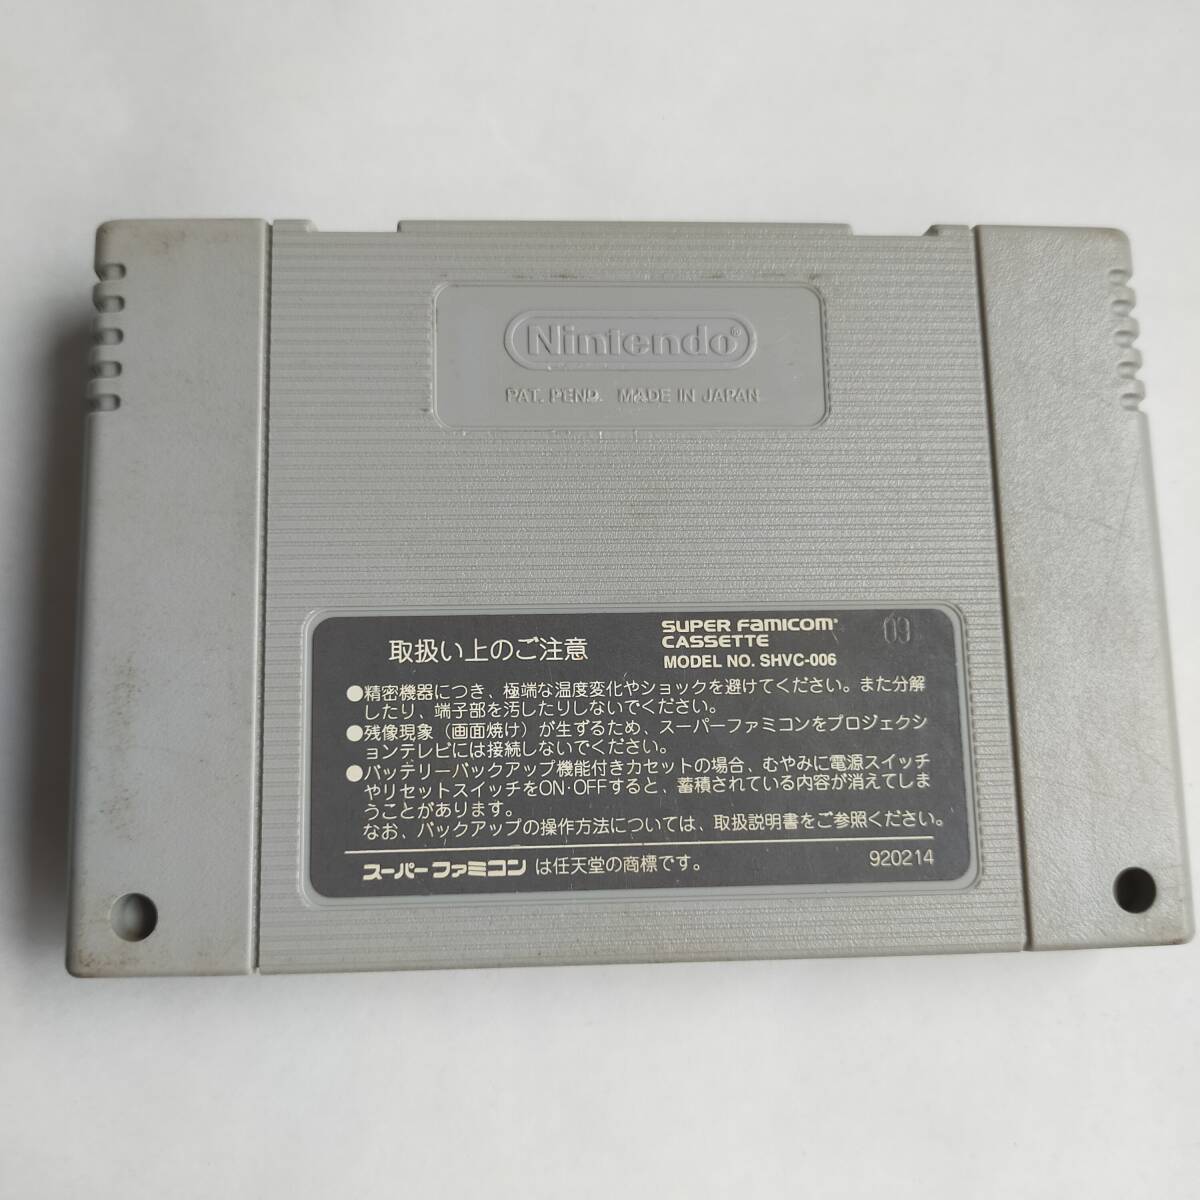 Nintendo®
PAT. PEND. MADE IN JAPAN
取扱い上のご注意
SUPER FAMICOM
CASSETTE
MODEL NO. SHVC-006
●精密機器につき、極端な温度変化やショックを避けてください。また分解
したり、端子部を汚したりしないでください。
●残像現象（画面焼け）が生ずるため、スーパーファミコンをプロジェクシ
ョンテレビには接続しないでください。
●バッテリーバックアップ機能付きカセットの場合、むやみに電源スイッチ
やリセットスイッチをON·OFFすると、蓄積されている内容が消えてしま
うことがあります。
なお、バックアップの操作方法については、取扱説明書をご参照ください。
スーパーファミコン は任天堂の商標です。
920214